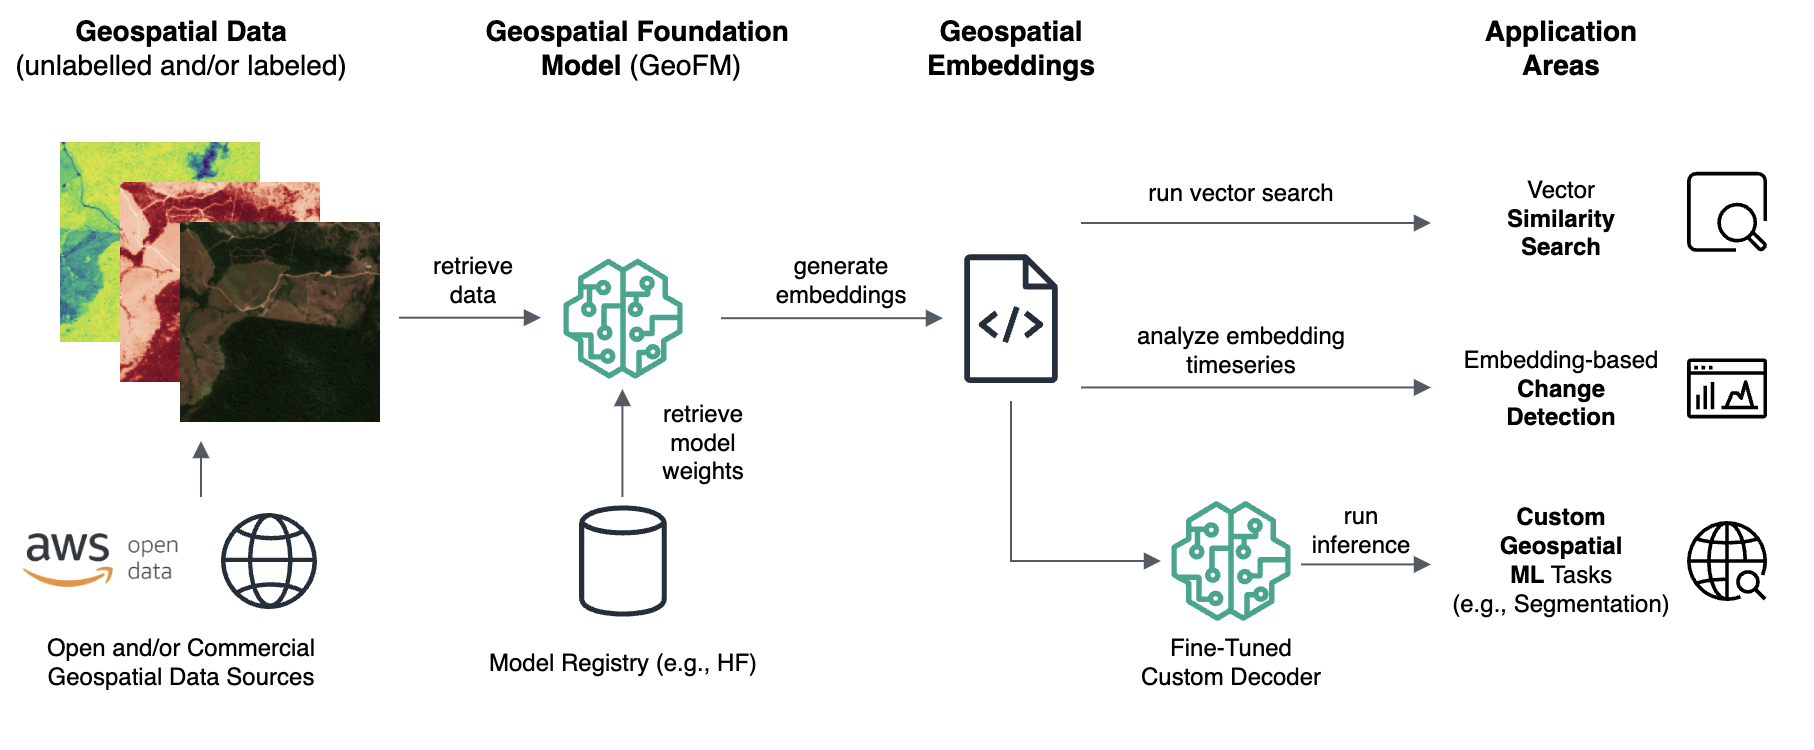 Geospatial Data
(unlabelled and/or labeled)
Geospatial Foundation
Model (GeoFM)
Geospatial
Embeddings
Application
Areas
retrieve
data
generate
embeddings
run vector search
Vector
Similarity
Search
analyze embedding
timeseries
Embedding-based
Change
Detection
retrieve
model
weights
</>
aws
open
data
run
inference
Custom
Geospatial
ML Tasks
(e.g., Segmentation)
Open and/or Commercial
Geospatial Data Sources
Model Registry (e.g., HF)
Fine-Tuned
Custom Decoder